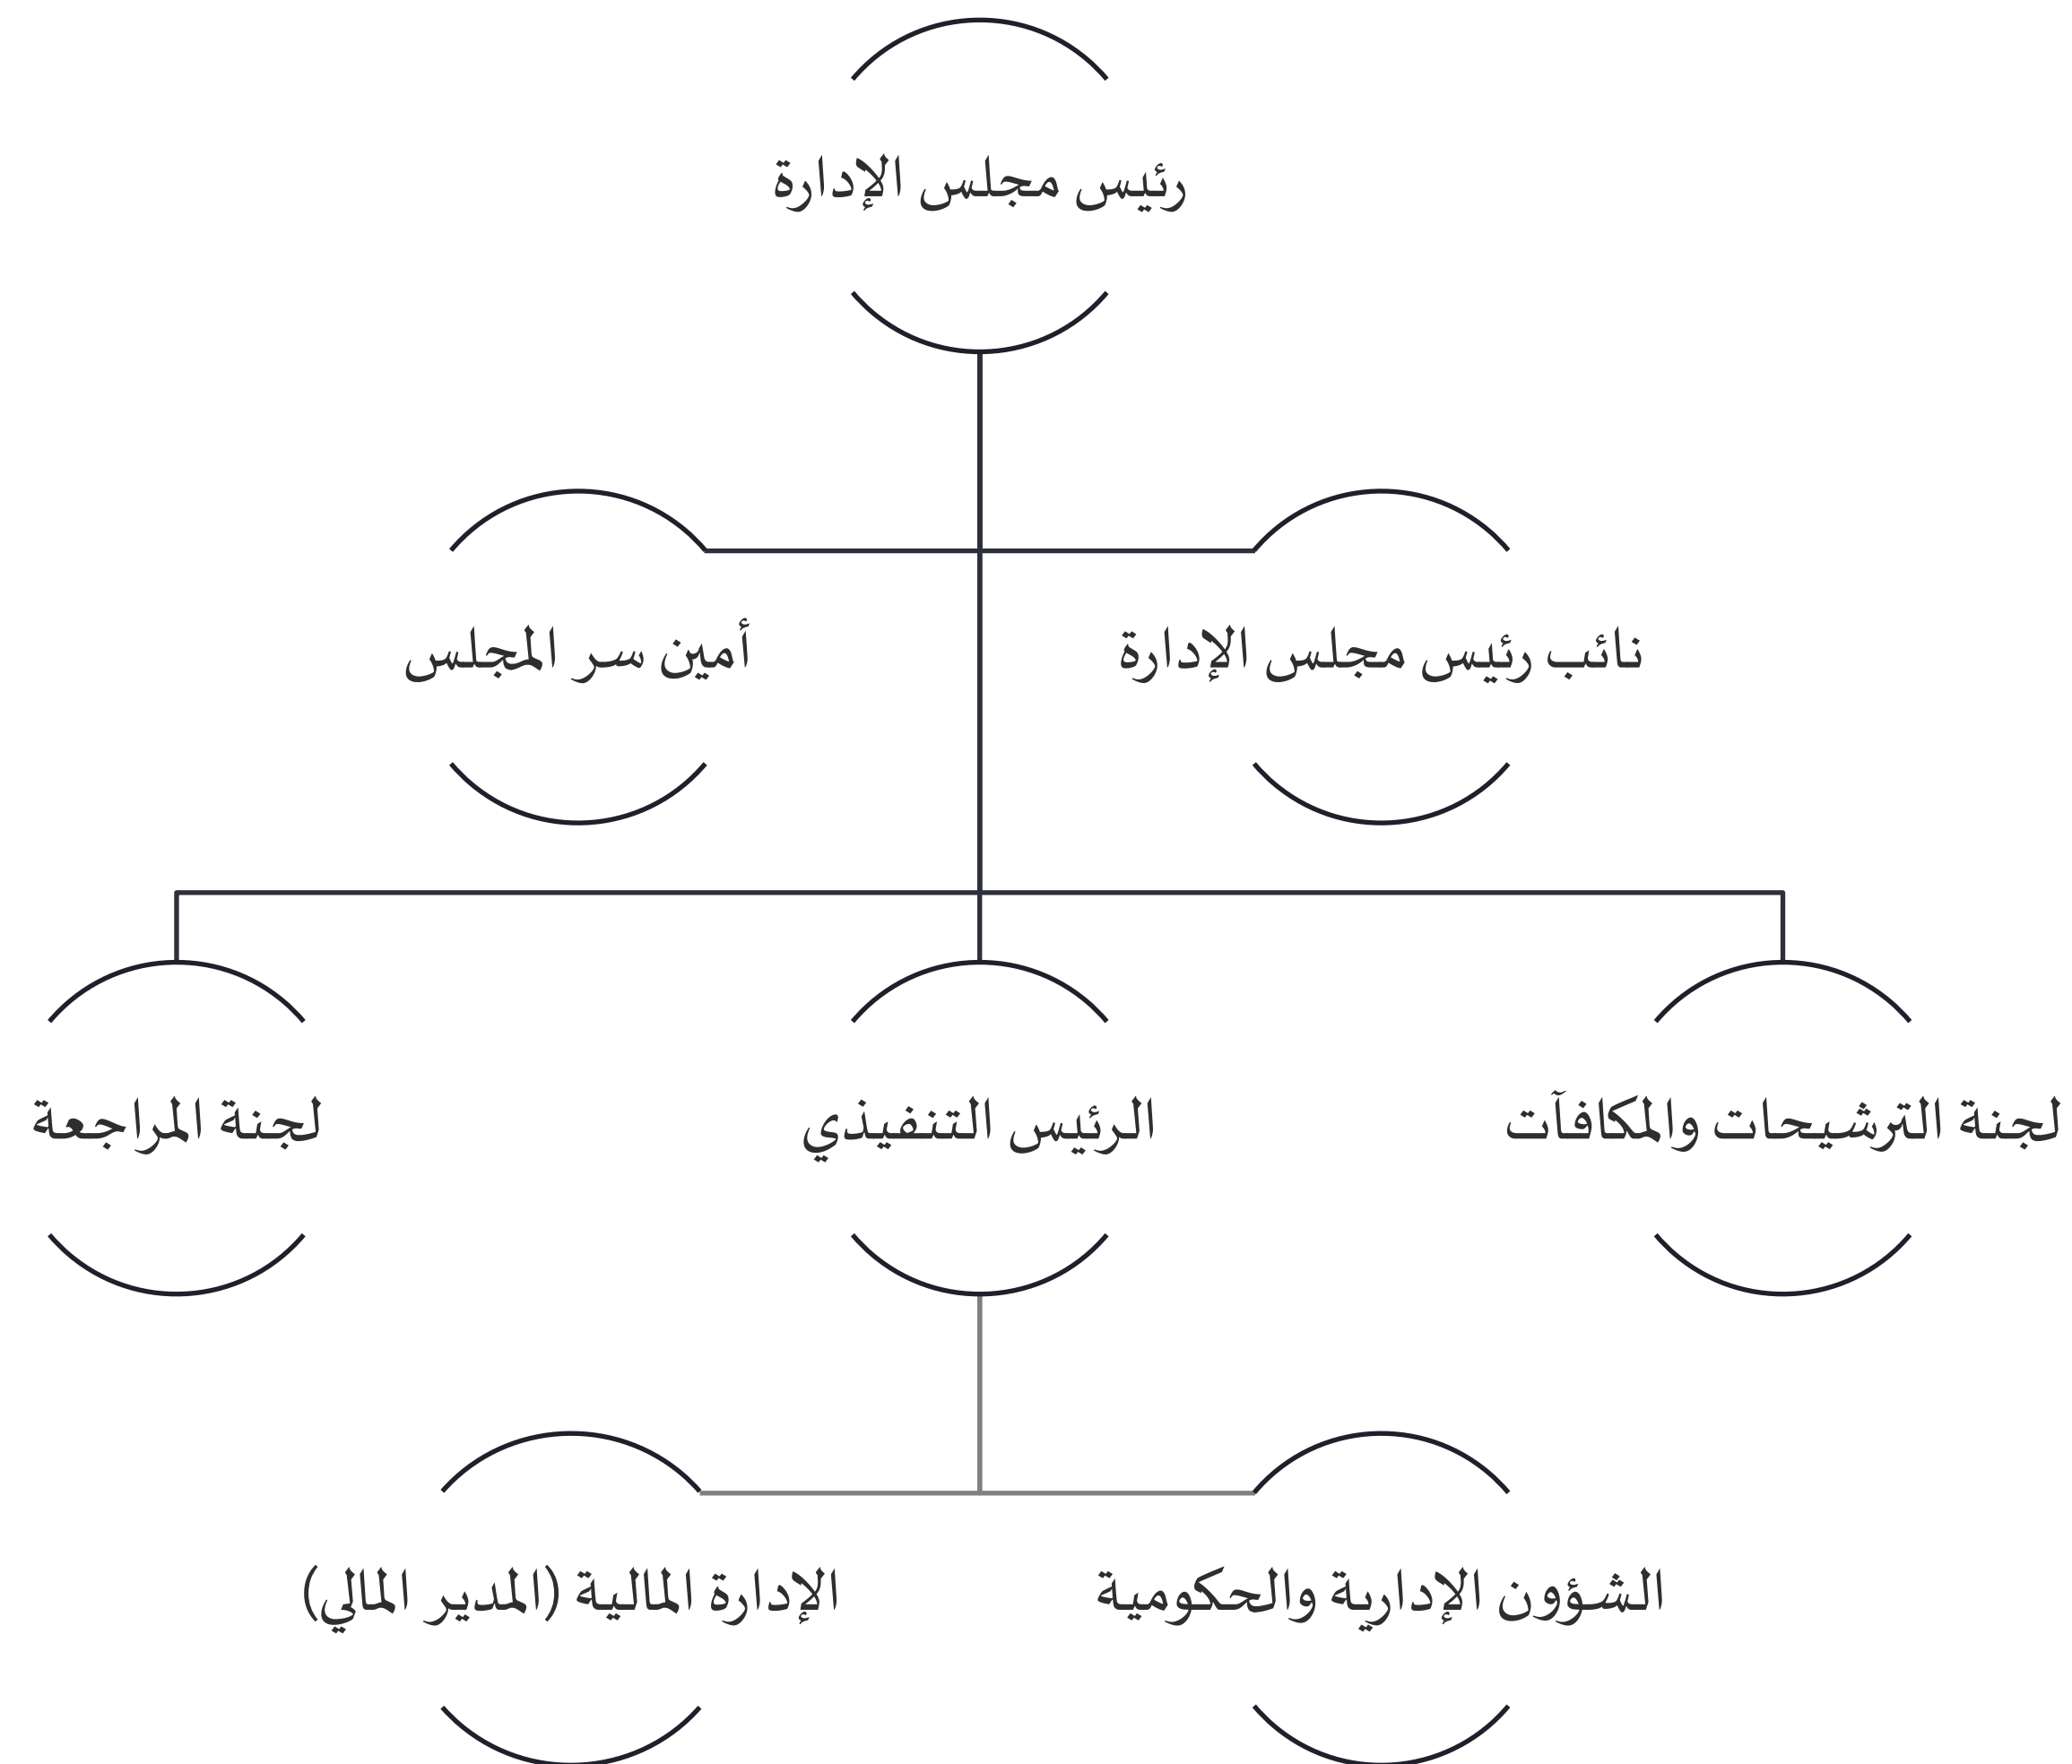 رئيس مجلس الإدارة
نائب رئيس مجلس الإدارة
أمين سر المجلس
لجنة الترشيحات والمكافآت
الرئيس التنفيذي
لجنة المراجعة
الشؤون الإدارية والحكومية
الإدارة المالية (المدير المالي)